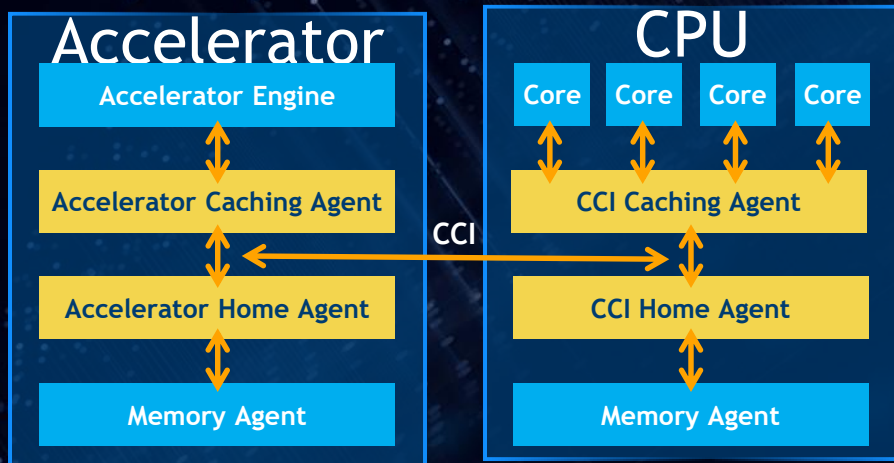 Accelerator
Accelerator Engine
Accelerator Caching Agent
Accelerator Home Agent
Memory Agent
CCI
CPU
Core Core Core Core
CCI Caching Agent
CCI Home Agent
Memory Agent